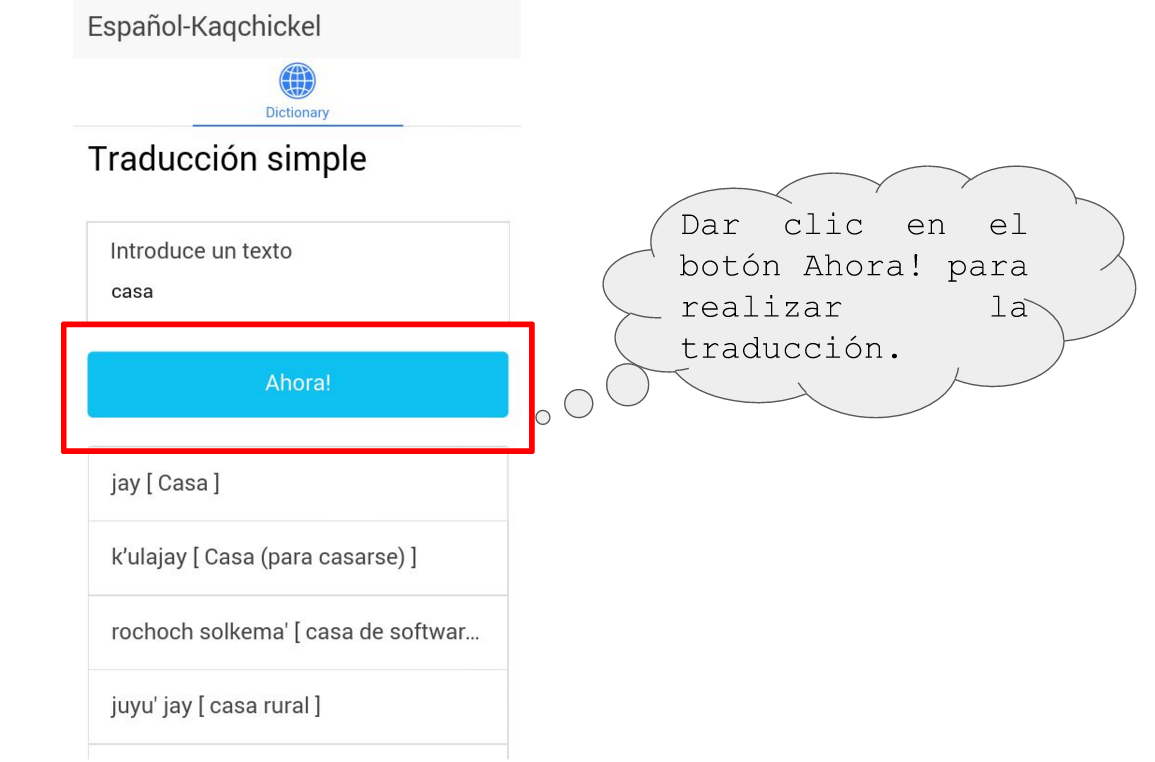 Español-Kaqchickel
Dictionary
Traducción simple
Introduce un texto
casa
Ahora!
jay [ Casa ]
k’ulajay [ Casa (para casarse) ]
rochoch solkema' [ casa de softwar...
juyu' jay [ casa rural ]
Dar clic en el
botón Ahora! para
realizar la
traducción.